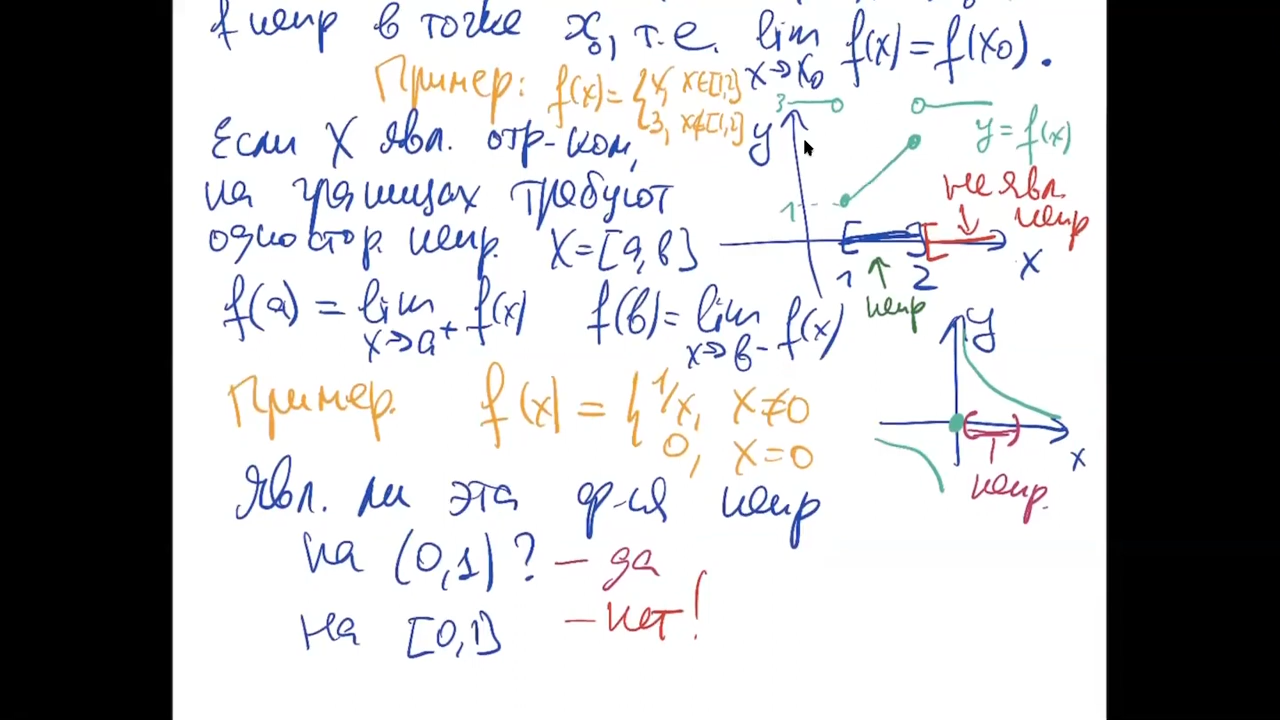 f непр в точке x₀, т.е. lim f(x) = f(x₀).
x→x₀
Пример: f(x) = { x, x∈[1,2]
3, x∉[1,2]
Если X явл. отр-ком,
на границах требуют
одностор. непр. X = [a, b]
f(a) = lim f(x) f(b) = lim f(x)
x→a+ x→b-
3
y
y = f(x)
1
не явл.
непр
1 2 x
непр
Пример. f(x) = { 1/x, x≠0
0, x=0
y
x
непр.
Явл. ли эта ф-ия непр
на (0,1)? – да
на [0,1] – нет!